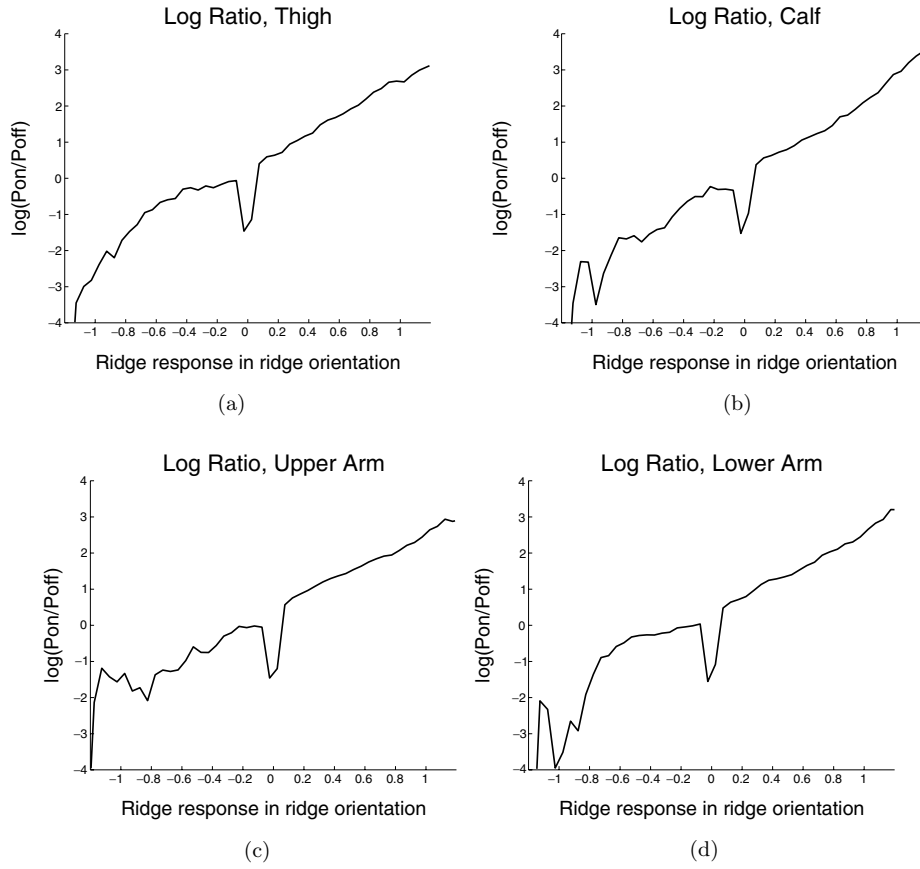 Log Ratio, Thigh
4
3
2
1
0
−1
−2
−3
−4
log(Pon/Poff)
−1 −0.8 −0.6 −0.4 −0.2 0 0.2 0.4 0.6 0.8 1
Ridge response in ridge orientation
(a)
Log Ratio, Calf
4
3
2
1
0
−1
−2
−3
−4
log(Pon/Poff)
−1 −0.8 −0.6 −0.4 −0.2 0 0.2 0.4 0.6 0.8 1
Ridge response in ridge orientation
(b)
Log Ratio, Upper Arm
4
3
2
1
0
−1
−2
−3
−4
log(Pon/Poff)
−1 −0.8 −0.6 −0.4 −0.2 0 0.2 0.4 0.6 0.8 1
Ridge response in ridge orientation
(c)
Log Ratio, Lower Arm
4
3
2
1
0
−1
−2
−3
−4
log(Pon/Poff)
−1 −0.8 −0.6 −0.4 −0.2 0 0.2 0.4 0.6 0.8 1
Ridge response in ridge orientation
(d)